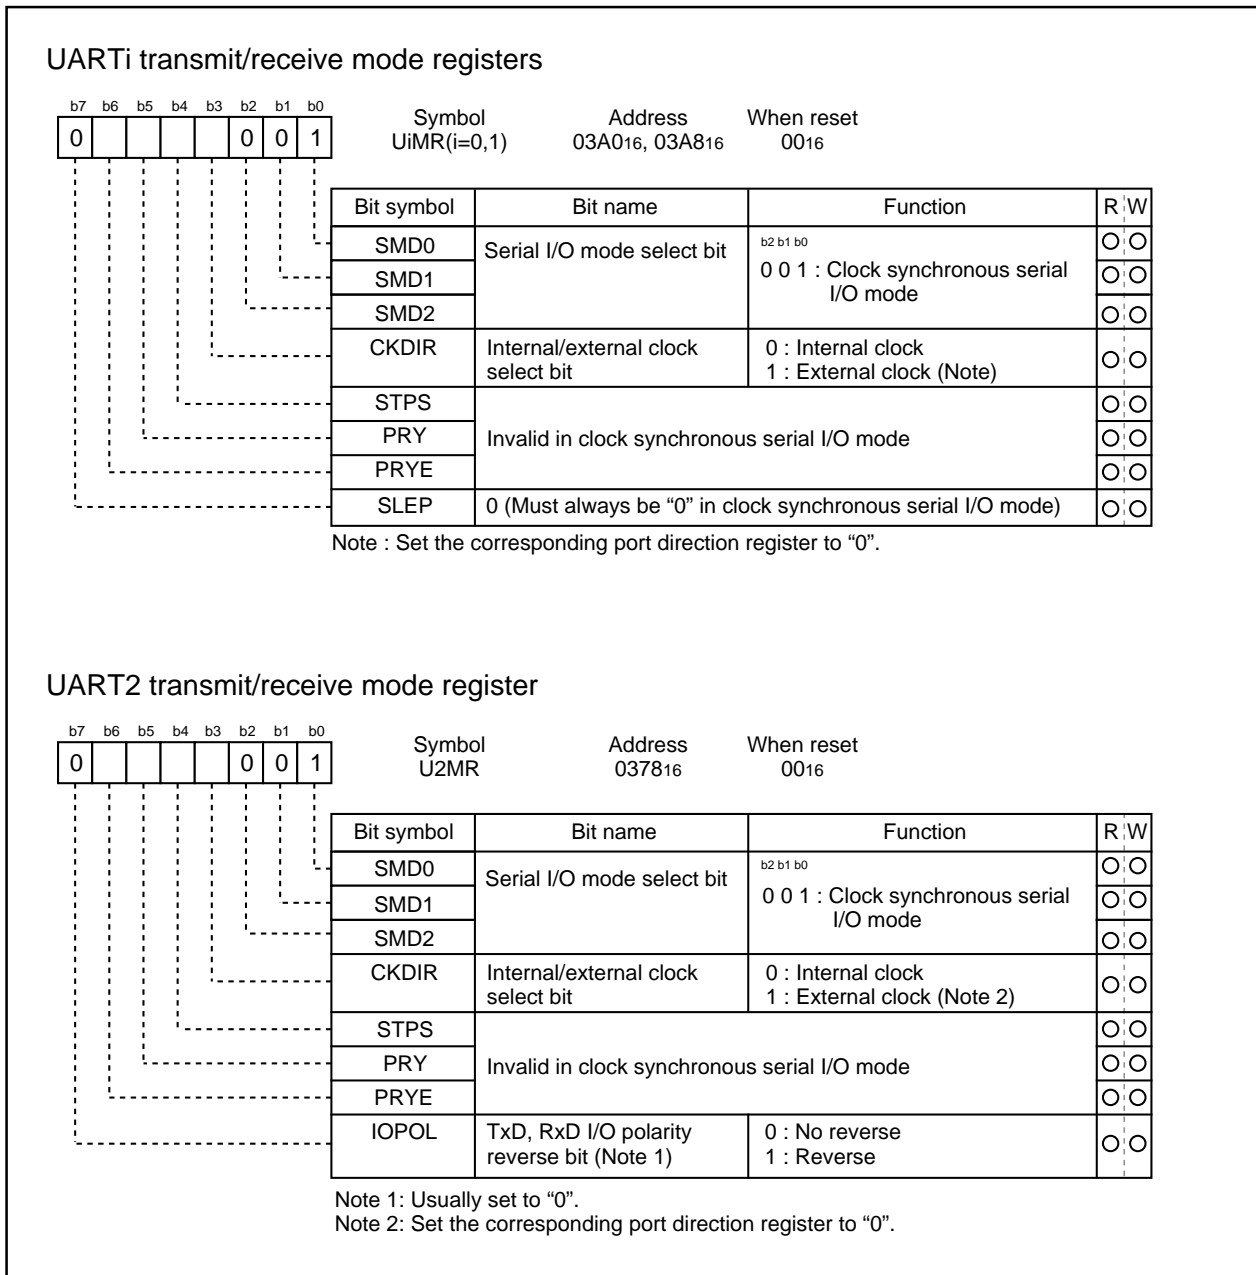 UARTi transmit/receive mode registers
b7 b6 b5 b4 b3 b2 b1 b0
0 0 0 1
Symbol Address When reset
UiMR(i=0,1) 03A016, 03A816 0016
Bit symbol Bit name Function R W
SMD0 Serial I/O mode select bit b2 b1 b0
SMD1 0 0 1 : Clock synchronous serial
I/O mode
SMD2
CKDIR Internal/external clock 0 : Internal clock
select bit 1 : External clock (Note)
STPS
PRY Invalid in clock synchronous serial I/O mode
PRYE
SLEP 0 (Must always be “0” in clock synchronous serial I/O mode)
Note : Set the corresponding port direction register to “0”.
UART2 transmit/receive mode register
b7 b6 b5 b4 b3 b2 b1 b0
0 0 0 1
Symbol Address When reset
U2MR 037816 0016
Bit symbol Bit name Function R W
SMD0 Serial I/O mode select bit b2 b1 b0
SMD1 0 0 1 : Clock synchronous serial
I/O mode
SMD2
CKDIR Internal/external clock 0 : Internal clock
select bit 1 : External clock (Note 2)
STPS
PRY Invalid in clock synchronous serial I/O mode
PRYE
IOPOL TxD, RxD I/O polarity 0 : No reverse
reverse bit (Note 1) 1 : Reverse
Note 1: Usually set to “0”.
Note 2: Set the corresponding port direction register to “0”.